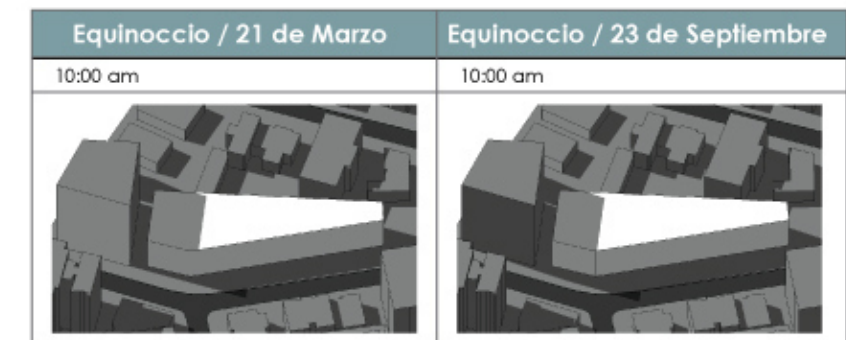 Equinoccio / 21 de Marzo
Equinoccio / 23 de Septiembre
10:00 am
10:00 am